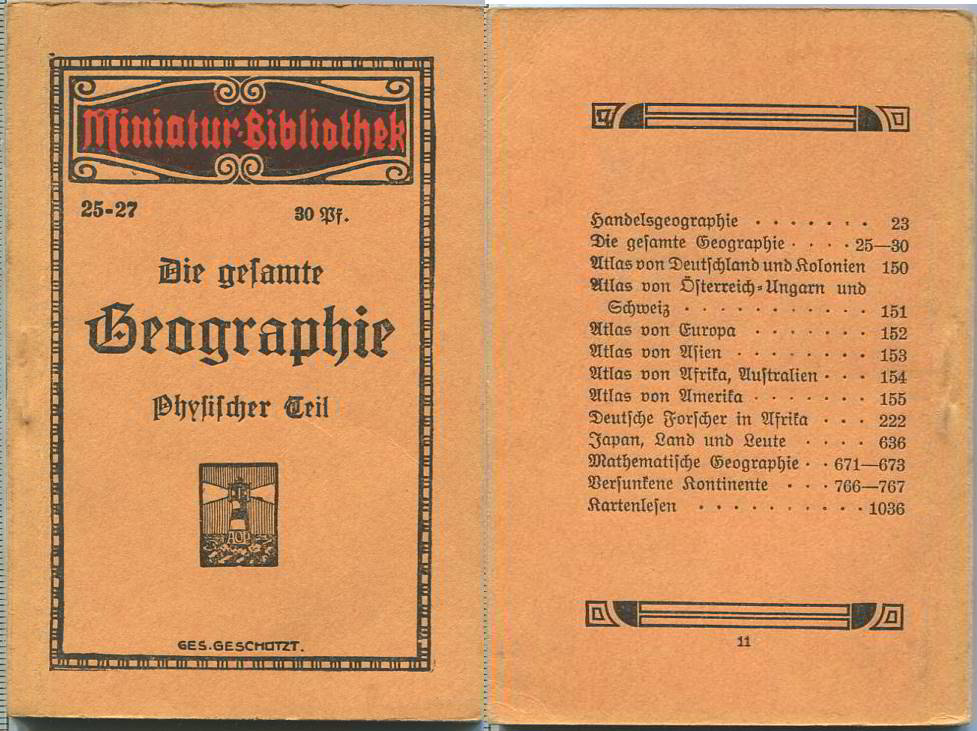 Miniatur-Bibliothek
25-27 30 Pf.
Die gesamte
Geographie
Physischer Teil
AOP
GES. GESCHÜTZT.
Handelsgeographie . . . . . . . 23
Die gesamte Geographie . . . . 25—30
Atlas von Deutschland und Kolonien 150
Atlas von Österreich-Ungarn und
Schweiz . . . . . . . . . . . 151
Atlas von Europa . . . . . . . 152
Atlas von Asien . . . . . . . . 153
Atlas von Afrika, Australien . . . 154
Atlas von Amerika . . . . . . . 155
Deutsche Forscher in Afrika . . . 222
Japan, Land und Leute . . . . 636
Mathematische Geographie . . 671—673
Versunkene Kontinente . . . 766—767
Kartenlesen . . . . . . . . . . 1036
11